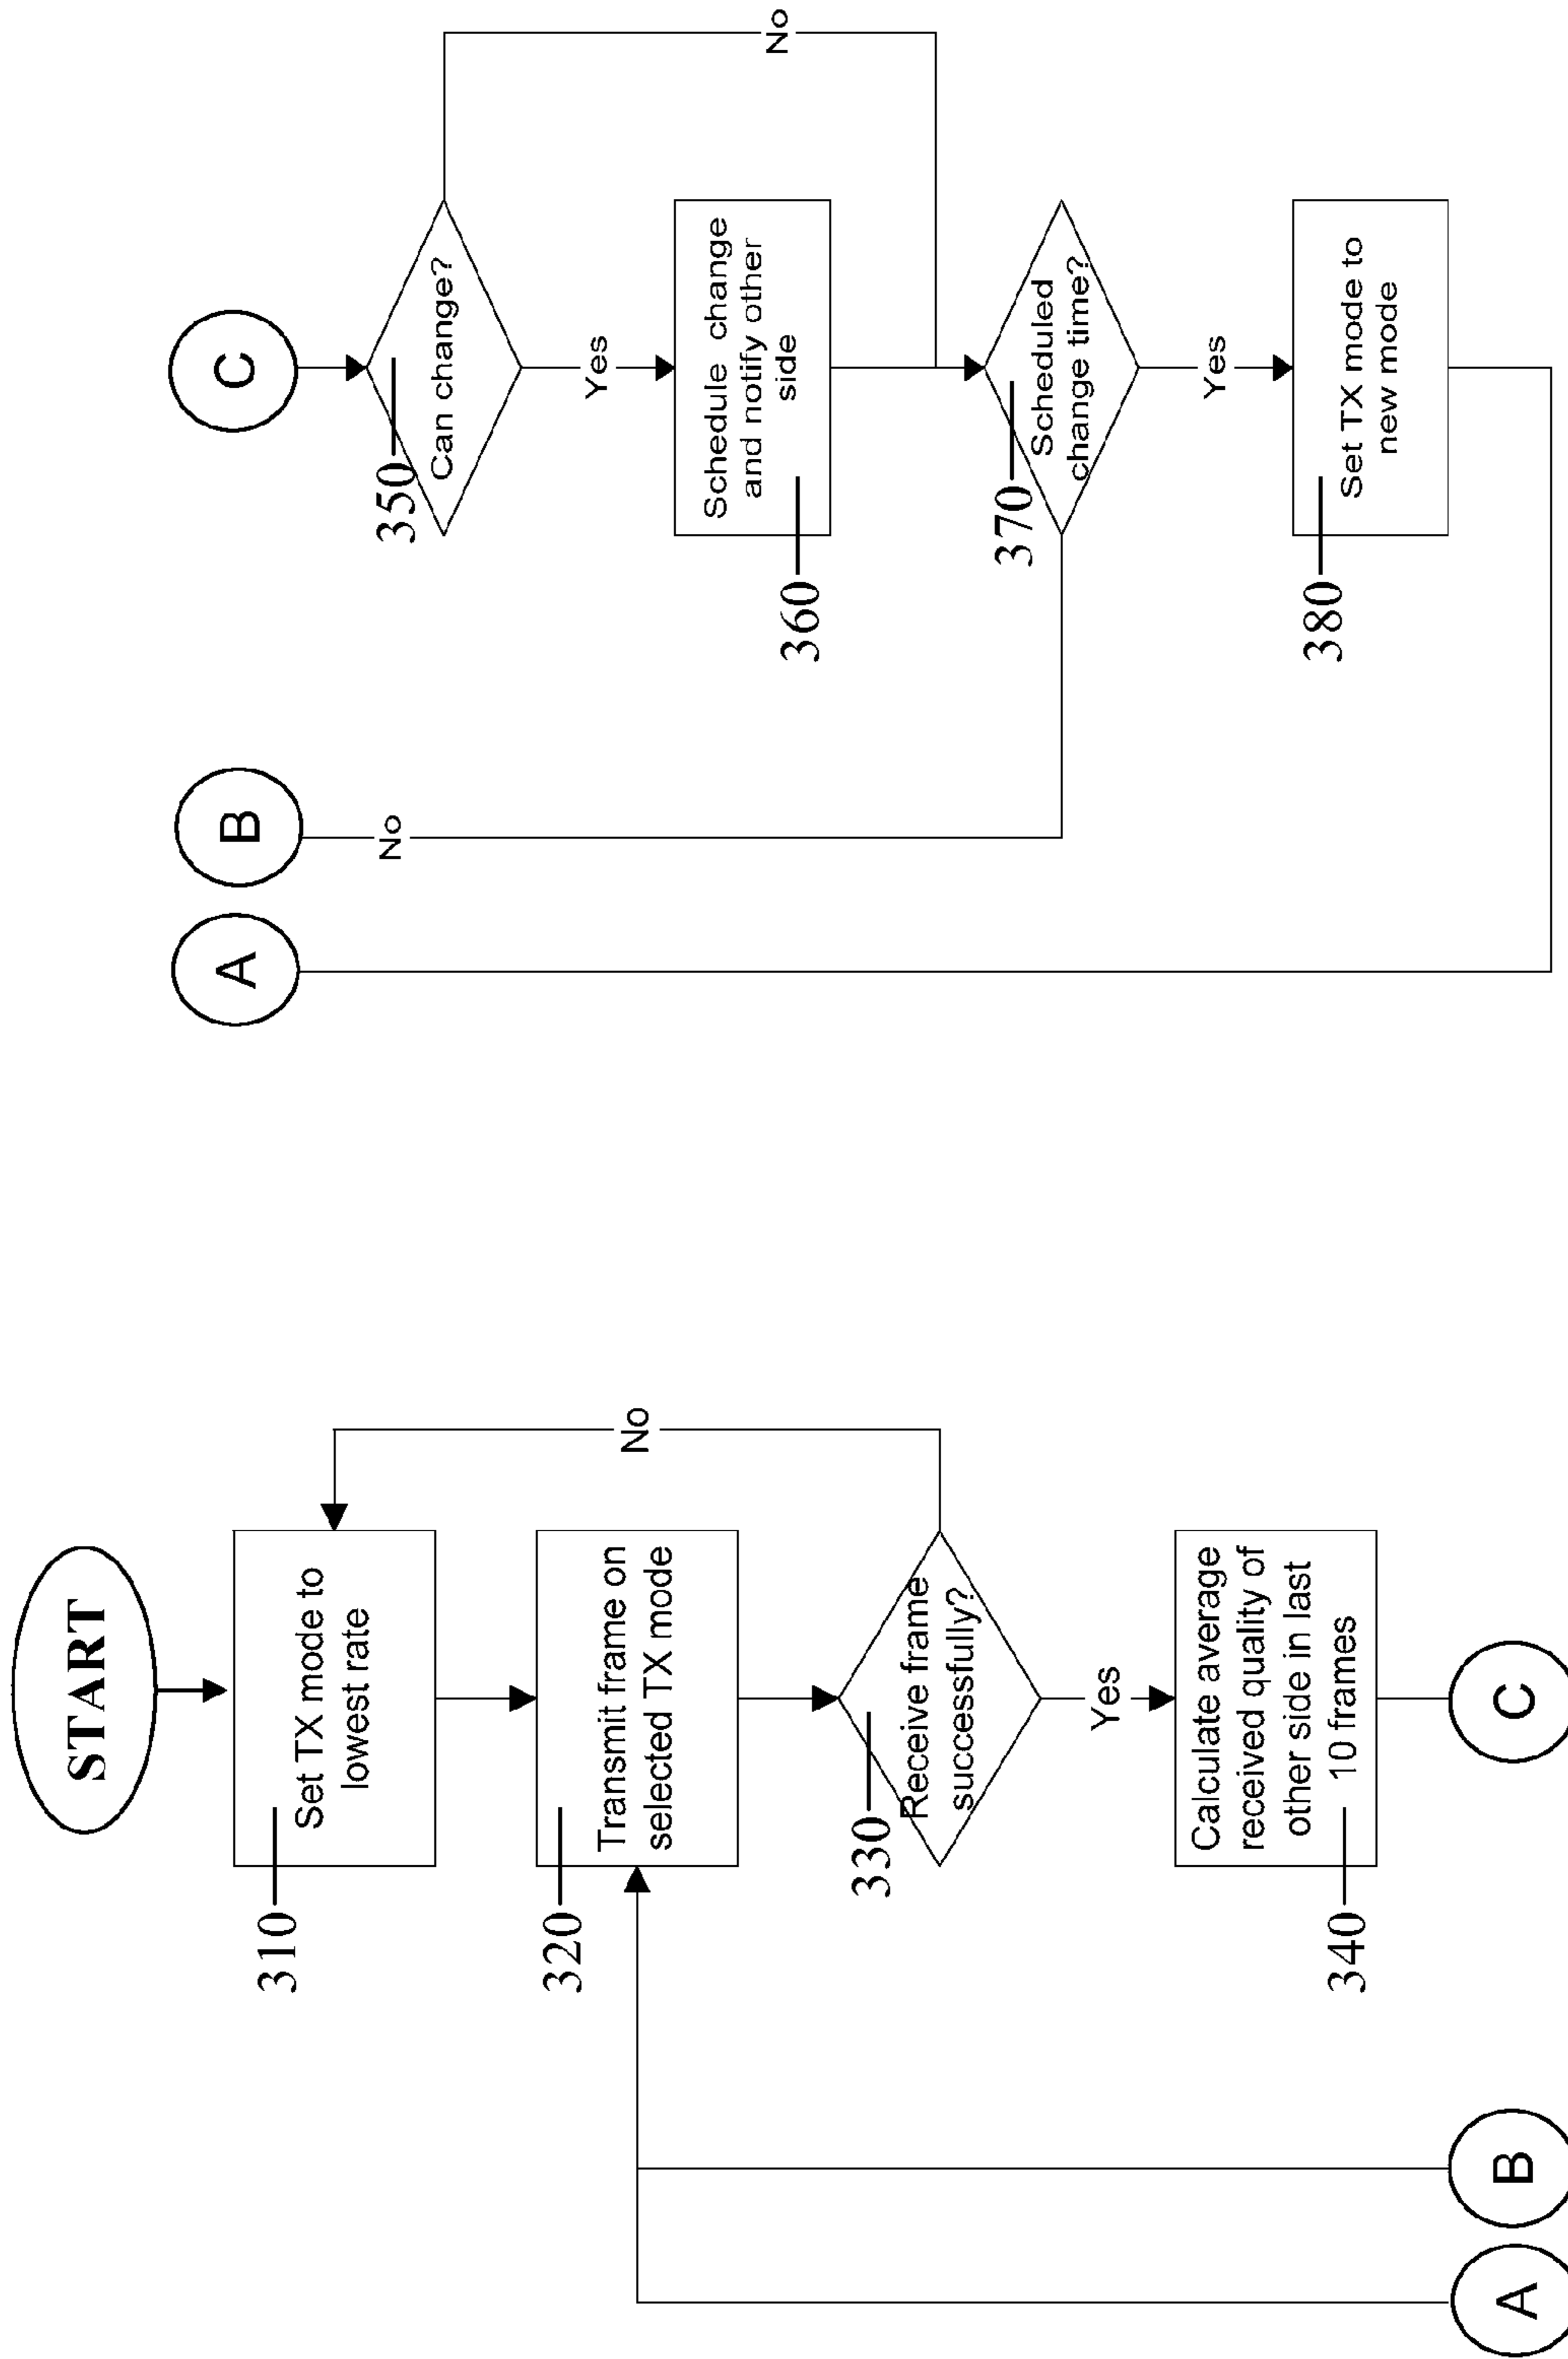 START
310
Set TX mode to
lowest rate
320
Transmit frame on
selected TX mode
330
Receive frame
successfully?
No
Yes
340
Calculate average
received quality of
other side in last
10 frames
A
B
C
A
B
C
No
350
Can change?
No
Yes
360
Schedule change
and notify other
side
370
Scheduled
change time?
Yes
380
Set TX mode to
new mode